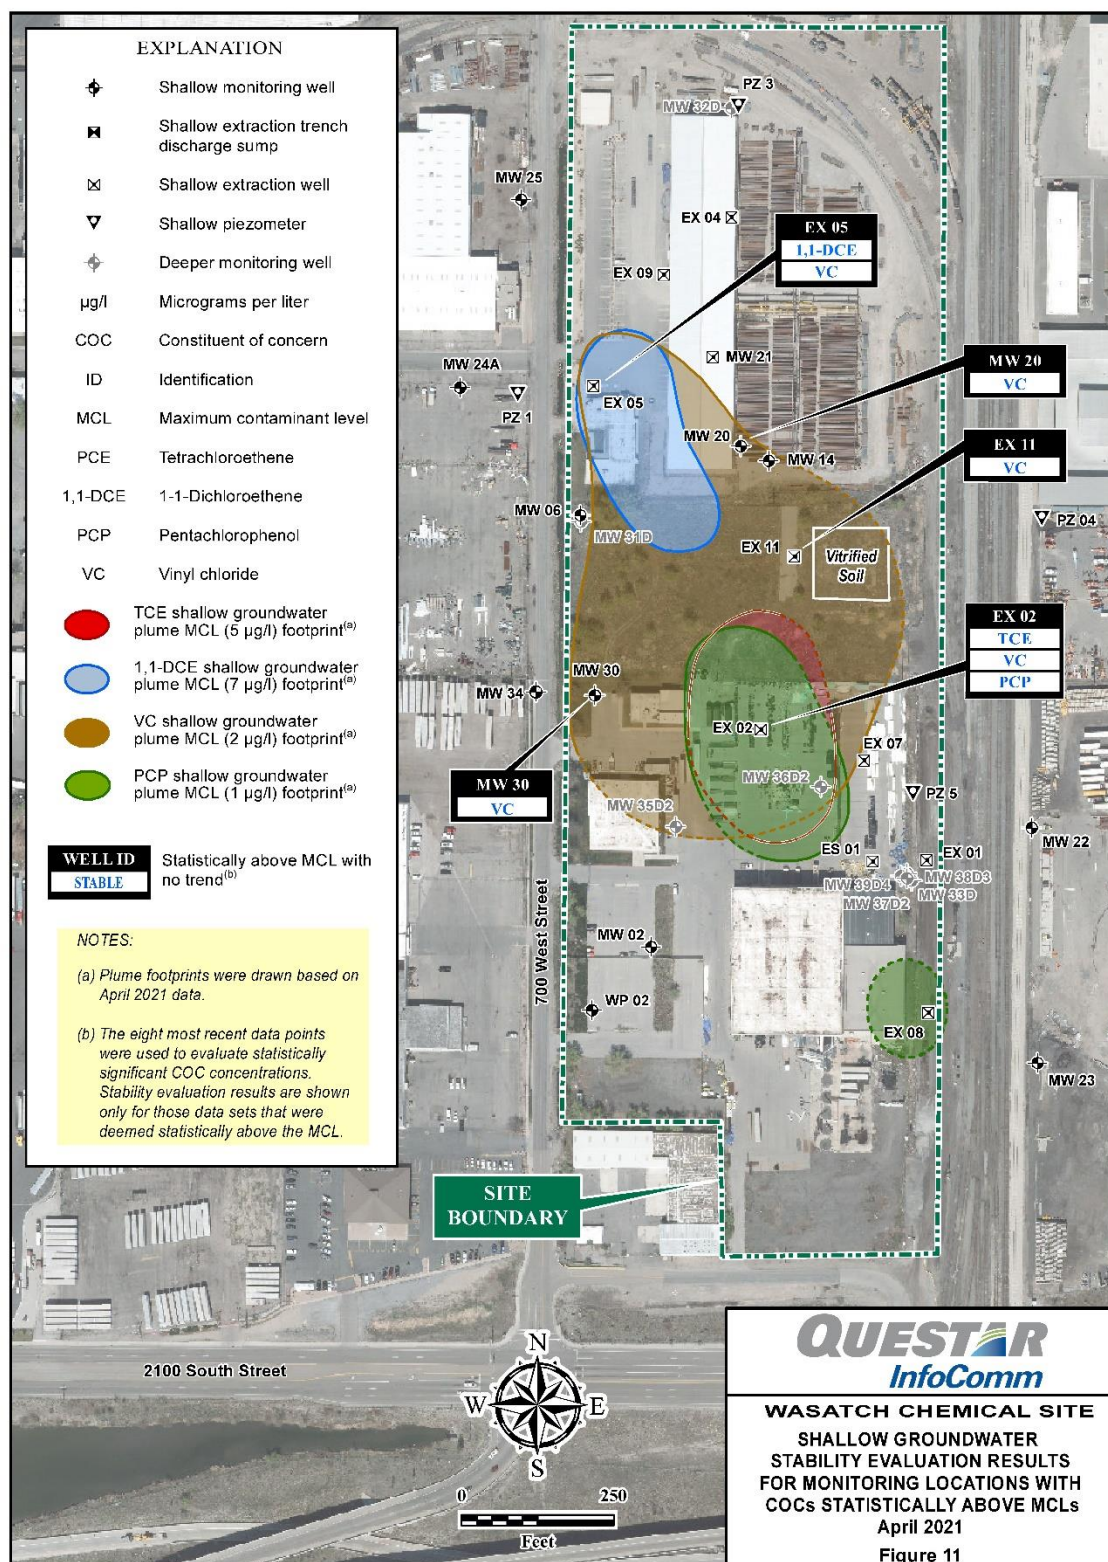 EXPLANATION
Shallow monitoring well
Shallow extraction trench
discharge sump
Shallow extraction well
Shallow piezometer
Deeper monitoring well
µg/l Micrograms per liter
COC Constituent of concern
ID Identification
MCL Maximum contaminant level
PCE Tetrachloroethene
1,1-DCE 1-1-Dichloroethene
PCP Pentachlorophenol
VC Vinyl chloride
TCE shallow groundwater
plume MCL (5 µg/l) footprint(a)
1,1-DCE shallow groundwater
plume MCL (7 µg/l) footprint(a)
VC shallow groundwater
plume MCL (2 µg/l) footprint(a)
PCP shallow groundwater
plume MCL (1 µg/l) footprint(a)
WELL ID
STABLE
Statistically above MCL with
no trend(b)
NOTES:
(a) Plume footprints were drawn based on
April 2021 data.
(b) The eight most recent data points
were used to evaluate statistically
significant COC concentrations.
Stability evaluation results are shown
only for those data sets that were
deemed statistically above the MCL.
PZ 3
MW 32D
MW 25
EX 04
EX 05
1,1-DCE
VC
EX 09
MW 21
MW 20
VC
MW 24A
PZ 1
EX 05
MW 20
MW 14
EX 11
VC
MW 06
MW 31D
PZ 04
EX 11
Vitrified
Soil
EX 02
TCE
VC
PCP
MW 34
MW 30
EX 02
EX 07
MW 30
VC
MW 36D2
PZ 5
MW 35D2
MW 22
ES 01
EX 01
MW 39D4
MW 38D3
MW 37D2
MW 33D
MW 02
700 West Street
WP 02
EX 08
MW 23
SITE
BOUNDARY
2100 South Street
N
W
E
S
0 250
Feet
QUESTAR
InfoComm
WASATCH CHEMICAL SITE
SHALLOW GROUNDWATER
STABILITY EVALUATION RESULTS
FOR MONITORING LOCATIONS WITH
COCs STATISTICALLY ABOVE MCLs
April 2021
Figure 11